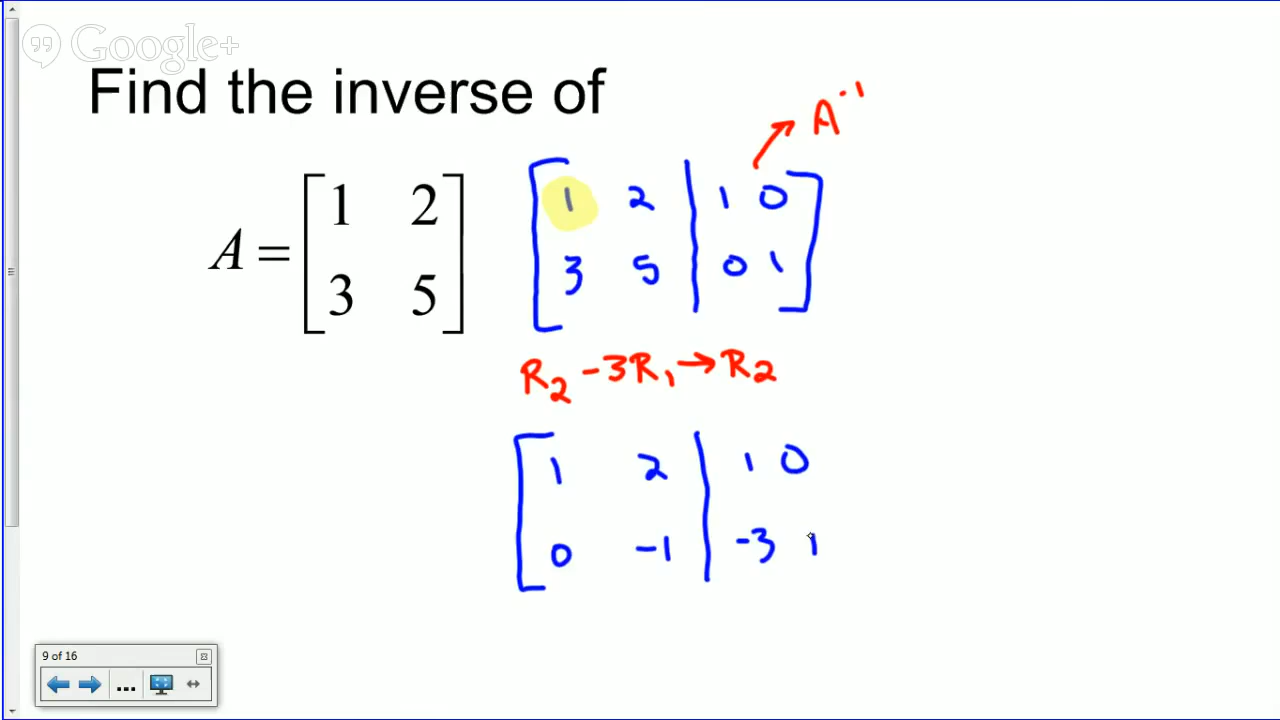 Google+
Find the inverse of
A⁻¹
A = [1 2
3 5]
[1 2 | 1 0
3 5 | 0 1]
R₂ -3R₁ → R₂
[1 2 | 1 0
0 -1 | -3 1
9 of 16
...